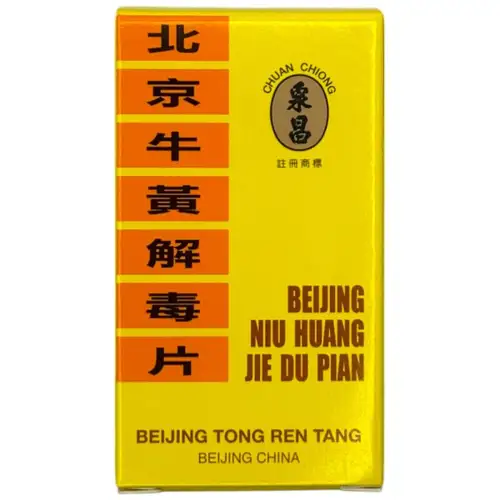 北京牛黃解毒片
CHUAN CHIONG
泉昌
註冊商標
BEIJING
NIU HUANG
JIE DU PIAN
BEIJING TONG REN TANG
BEIJING CHINA